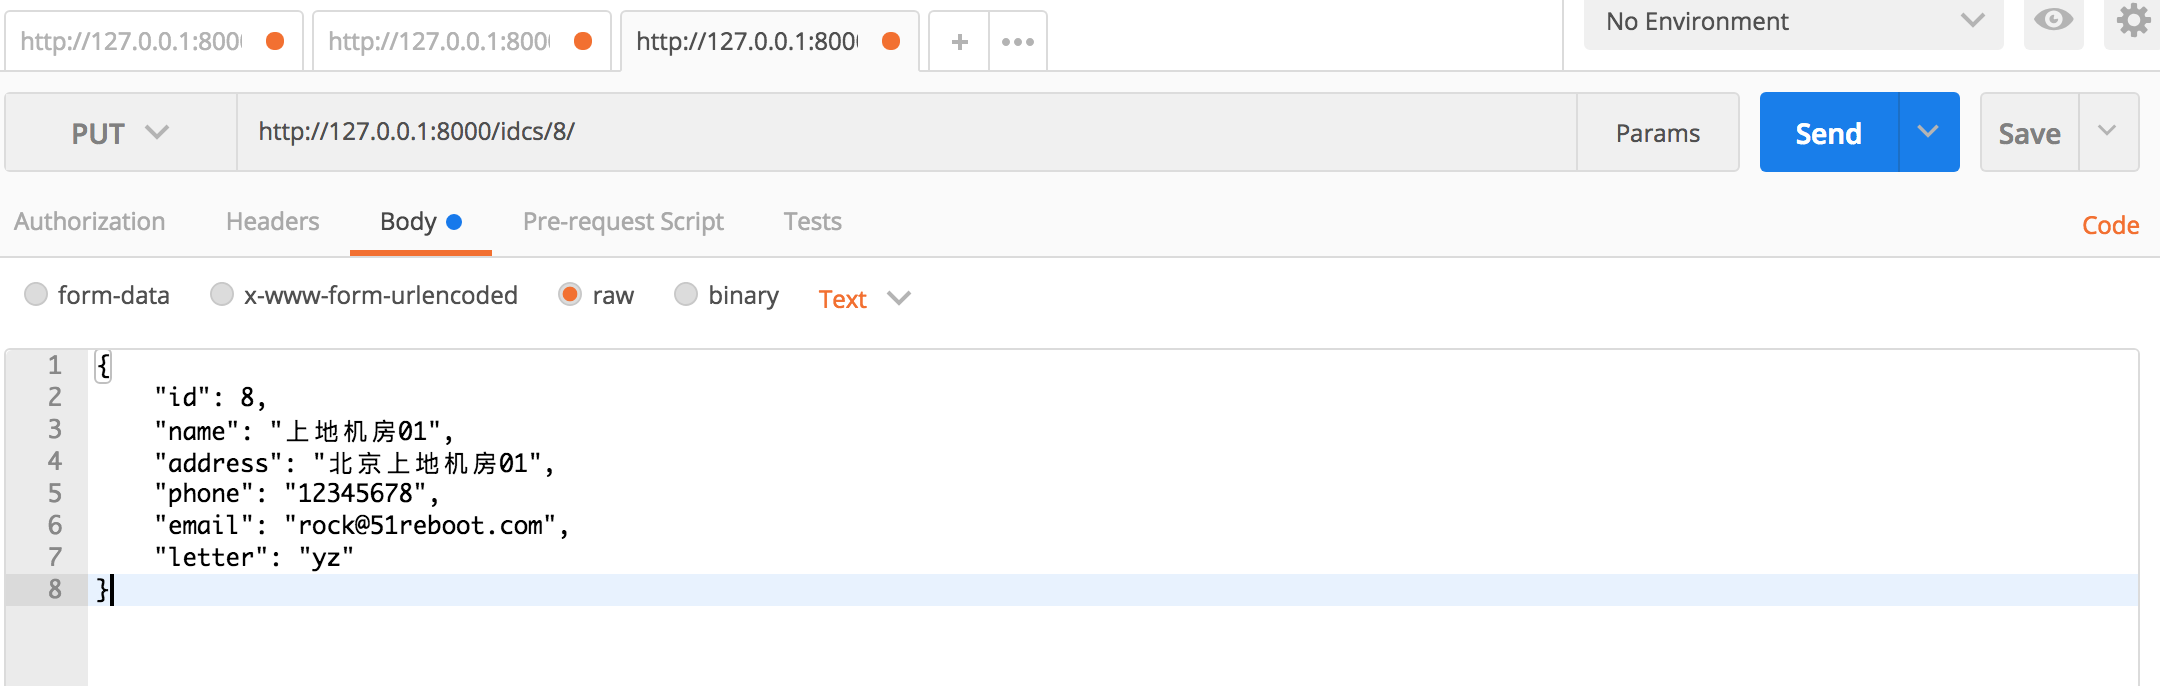 http://127.0.0.1:800 http://127.0.0.1:800 http://127.0.0.1:800 No Environment
PUT http://127.0.0.1:8000/idcs/8/ Params Send Save
Authorization Headers Body Pre-request Script Tests Code
form-data x-www-form-urlencoded raw binary Text
1 {
2 "id": 8,
3 "name": "上地机房01",
4 "address": "北京上地机房01",
5 "phone": "12345678",
6 "email": "rock@51reboot.com",
7 "letter": "yz"
8 }